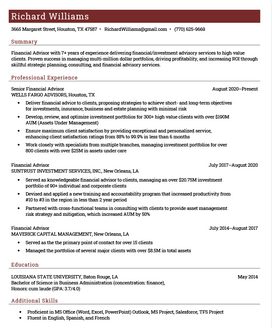 Richard Williams
3665 Margaret Street, Houston, TX 47587 • RichardWilliams@gmail.com • (770) 625-9669
Summary
Financial Advisor with 7+ years of experience delivering financial/investment advisory services to high value
clients. Proven success in managing multi-million dollar portfolios, driving profitability, and increasing ROI through
skillful strategic planning, consulting, and financial advisory services.
Professional Experience
Senior Financial Advisor August 2020–Present
WELLS FARGO ADVISORS, Houston, TX
• Deliver financial advice to clients, proposing strategies to achieve short- and long-term objectives
for investments, insurance, business and estate planning with minimal risk
• Develop, review, and optimize investment portfolios for 300+ high value clients with over $190M
AUM (Assets Under Management)
• Ensure maximum client satisfaction by providing exceptional and personalized service,
enhancing client satisfaction ratings from 88% to 99.9% in less than 6 months
• Work closely with specialists from multiple branches, managing investment portfolios for over
800 clients with over $25M in assets under care
Financial Advisor July 2017–August 2020
SUNTRUST INVESTMENT SERVICES, INC., New Orleans, LA
• Served as knowledgeable financial advisor to clients, managing an over $20.75M investment
portfolio of 90+ individual and corporate clients
• Devised and applied a new training and accountability program that increased productivity from
#10 to #3 in the region in less than 2 year period
• Partnered with cross-functional teams in consulting with clients to provide asset management
risk strategy and mitigation, which increased AUM by 50%
Financial Advisor July 2014–August 2017
MAVERICK CAPITAL MANAGEMENT, New Orleans, LA
• Served as the primary point of contact for over 15 clients
• Managed the portfolios of several major clients with over $8.5M in total assets
Education
LOUISIANA STATE UNIVERSITY, Baton Rouge, LA May 2014
Bachelor of Science in Business Administration (concentration: finance),
Honors: cum laude (GPA: 3.7/4.0)
Additional Skills
• Proficient in MS Office (Word, Excel, PowerPoint) Outlook, MS Project, Salesforce, TFS Project
• Fluent in English, Spanish, and French